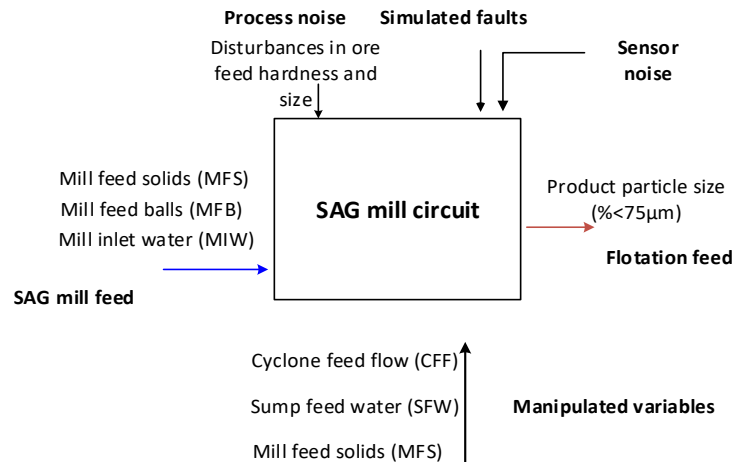 Process noise
Disturbances in ore
feed hardness and
size
Simulated faults
Sensor
noise
Mill feed solids (MFS)
Mill feed balls (MFB)
Mill inlet water (MIW)
SAG mill feed
SAG mill circuit
Product particle size
(%<75µm)
Flotation feed
Cyclone feed flow (CFF)
Sump feed water (SFW)
Mill feed solids (MFS)
Manipulated variables